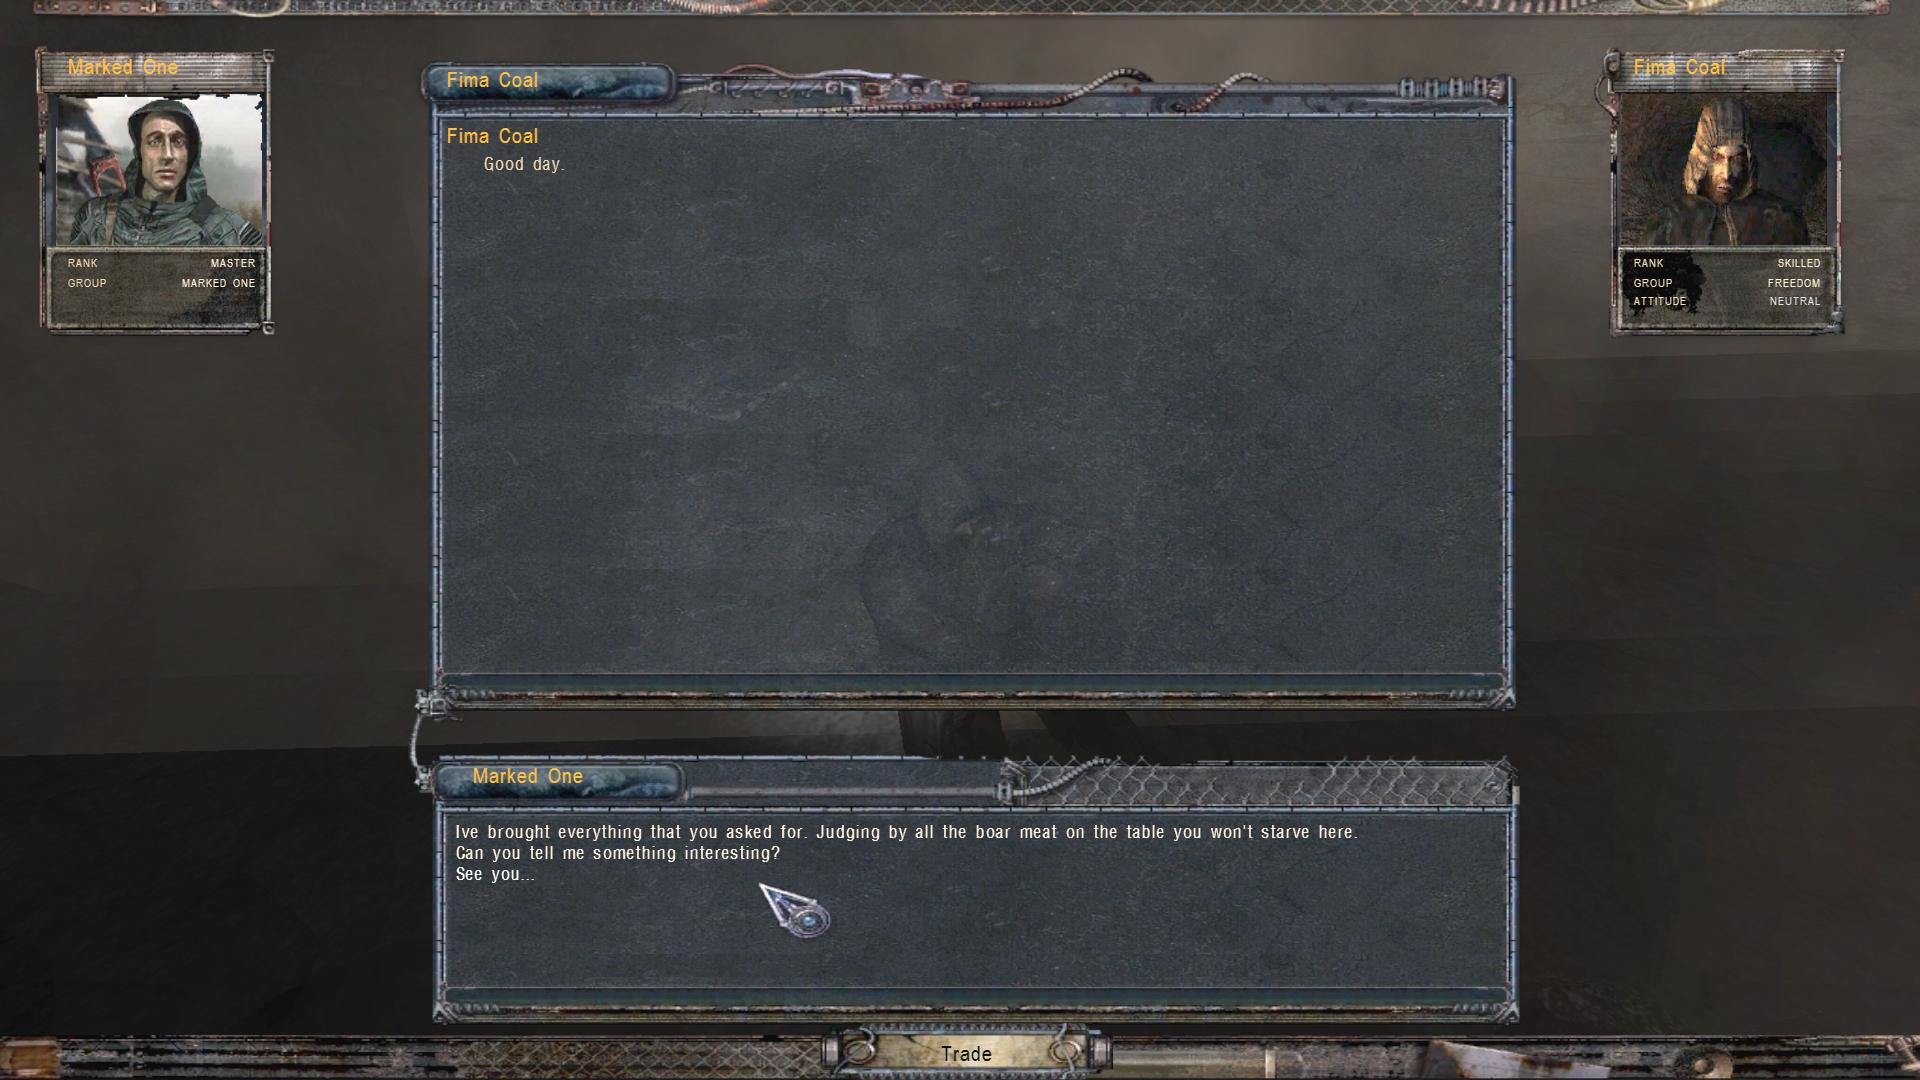 Marked One
Fima Coal
Fima Coal
Fima Coal
Good day.
RANK MASTER
GROUP MARKED ONE
RANK SKILLED
GROUP FREEDOM
ATTITUDE NEUTRAL
Marked One
Ive brought everything that you asked for. Judging by all the boar meat on the table you won't starve here.
Can you tell me something interesting?
See you...
Trade